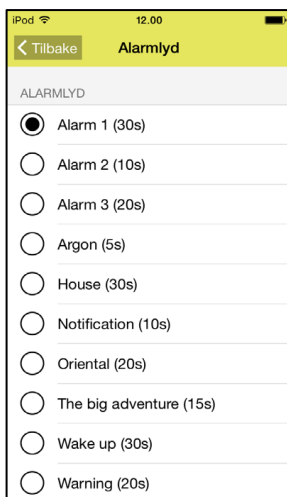 iPod 12.00
Tilbake Alarmlyd
ALARMLYD
Alarm 1 (30s)
Alarm 2 (10s)
Alarm 3 (20s)
Argon (5s)
House (30s)
Notification (10s)
Oriental (20s)
The big adventure (15s)
Wake up (30s)
Warning (20s)